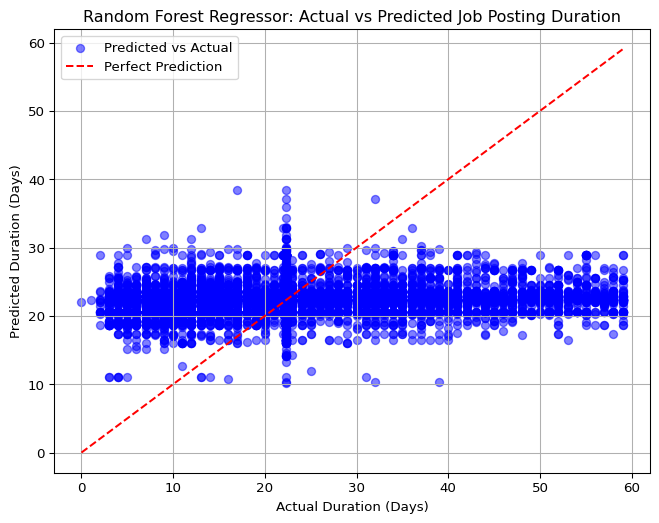 Random Forest Regressor: Actual vs Predicted Job Posting Duration
Predicted vs Actual
Perfect Prediction
60
50
40
30
20
10
0
Predicted Duration (Days)
0 10 20 30 40 50 60
Actual Duration (Days)